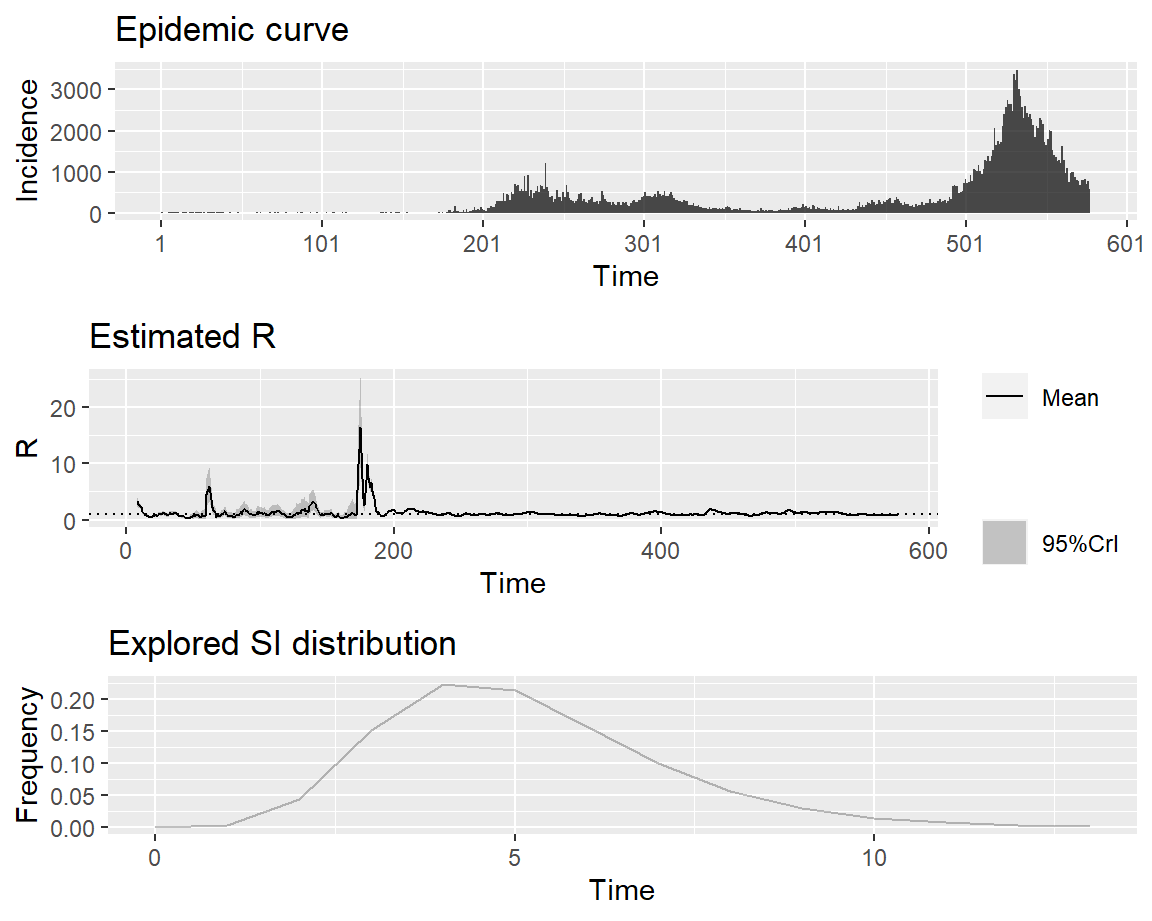 Epidemic curve
Incidence
3000
2000
1000
0
1 101 201 301 401 501 601
Time
Estimated R
R
20
10
0
0 200 400 600
Time
Mean
95%CrI
Explored SI distribution
Frequency
0.20
0.15
0.10
0.05
0.00
0 5 10
Time